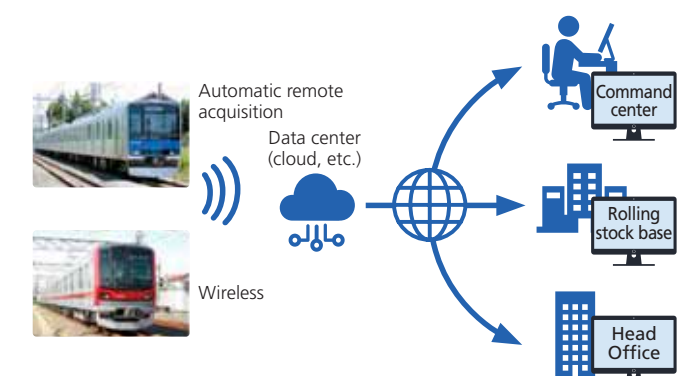 Automatic remote
acquisition
Data center
(cloud, etc.)
Wireless
Command
center
Rolling
stock base
Head
Office